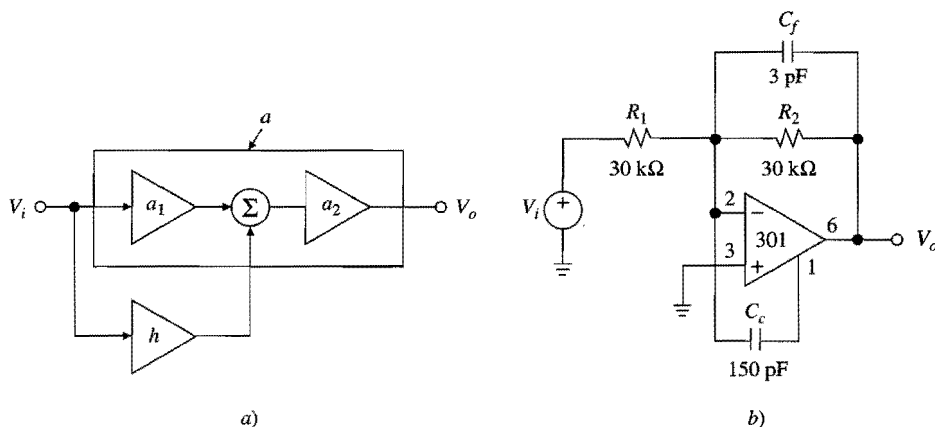 a
V_i
a_1
Σ
a_2
V_o
h
a)
C_f
3 pF
R_1
R_2
30 kΩ
30 kΩ
V_i
+
2
−
301
6
V_o
3
+
1
C_c
150 pF
b)